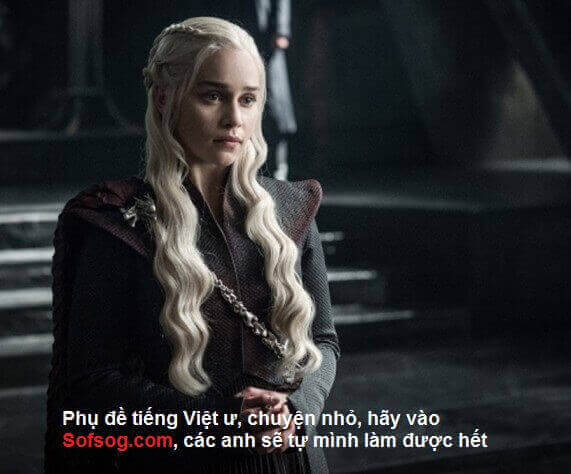 Phụ đề tiếng Việt ư, chuyện nhỏ, hãy vào
Sofsog.com, các anh sẽ tự mình làm được hết